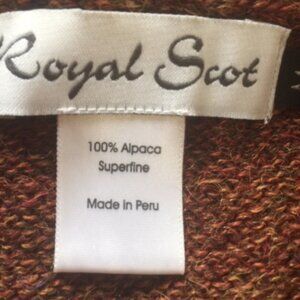 Royal Scot
100% Alpaca
Superfine
Made in Peru